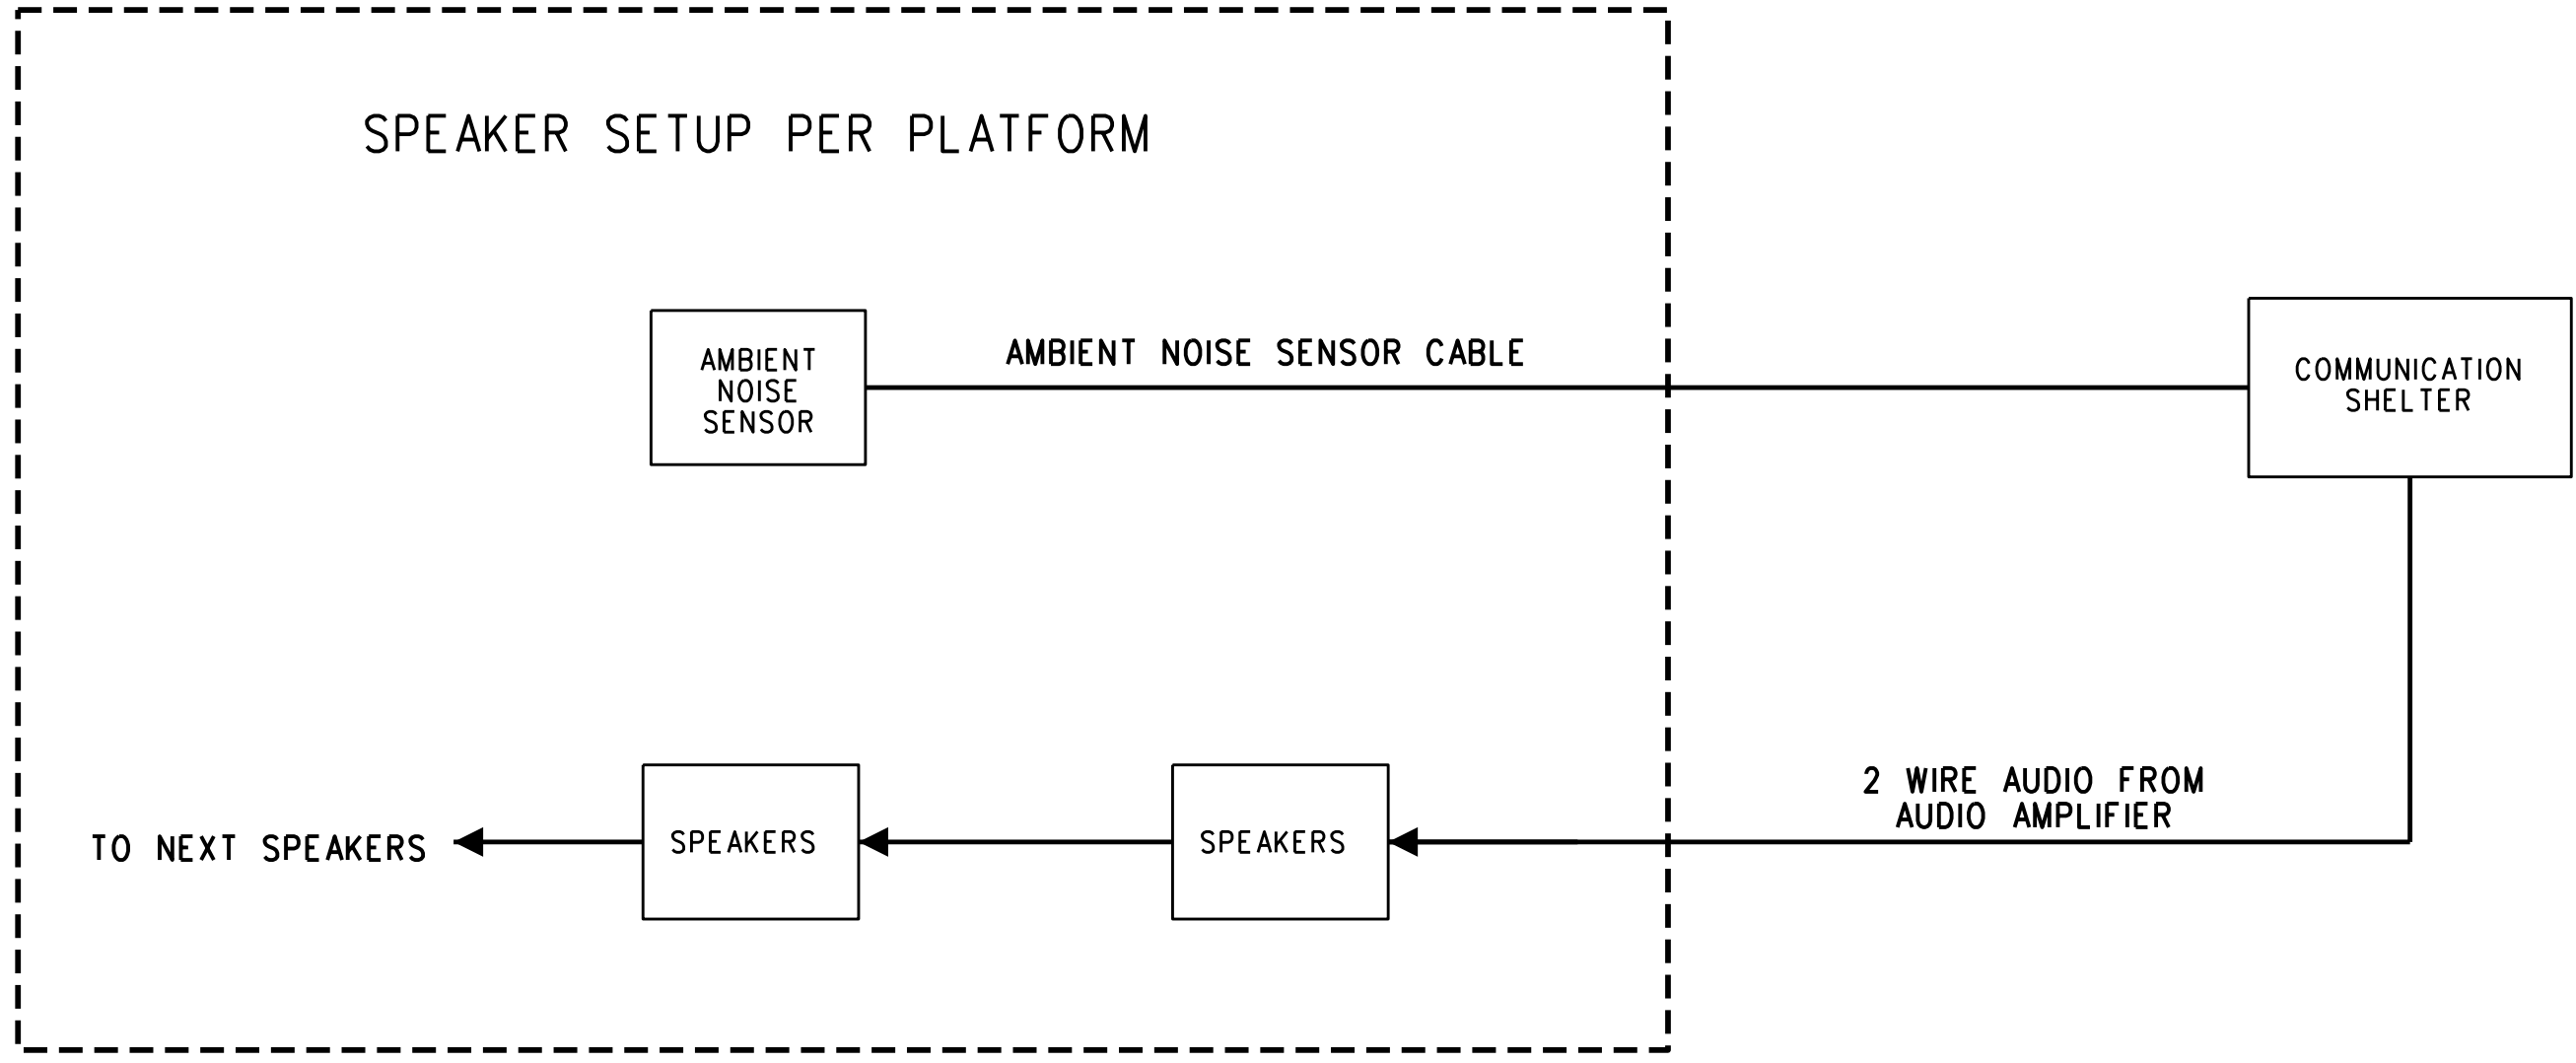 SPEAKER SETUP PER PLATFORM
AMBIENT
NOISE
SENSOR
AMBIENT NOISE SENSOR CABLE
COMMUNICATION
SHELTER
2 WIRE AUDIO FROM
AUDIO AMPLIFIER
TO NEXT SPEAKERS
SPEAKERS
SPEAKERS